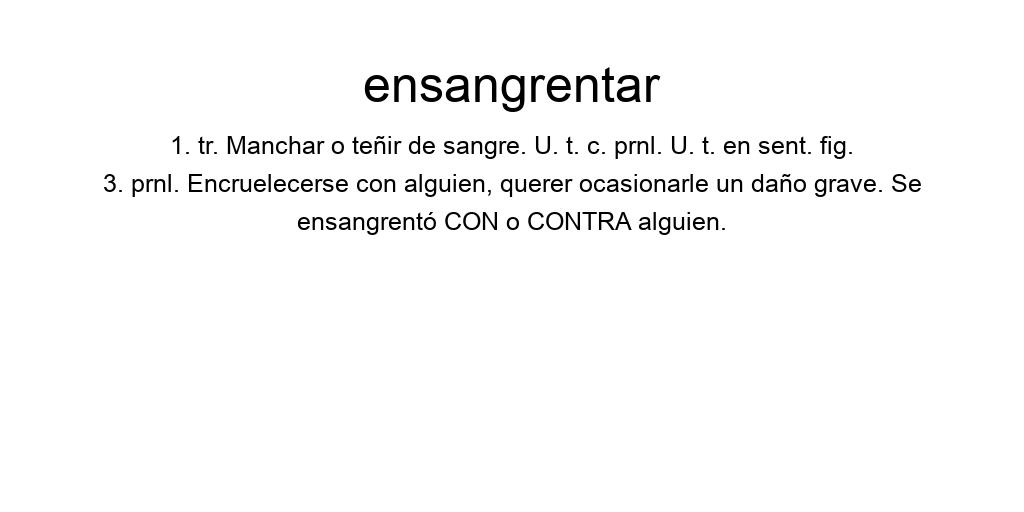 ensangrentar
1. tr. Manchar o teñir de sangre. U. t. c. prnl. U. t. en sent. fig.
3. prnl. Encruelecerse con alguien, querer ocasionarle un daño grave. Se
ensangrentó CON o CONTRA alguien.